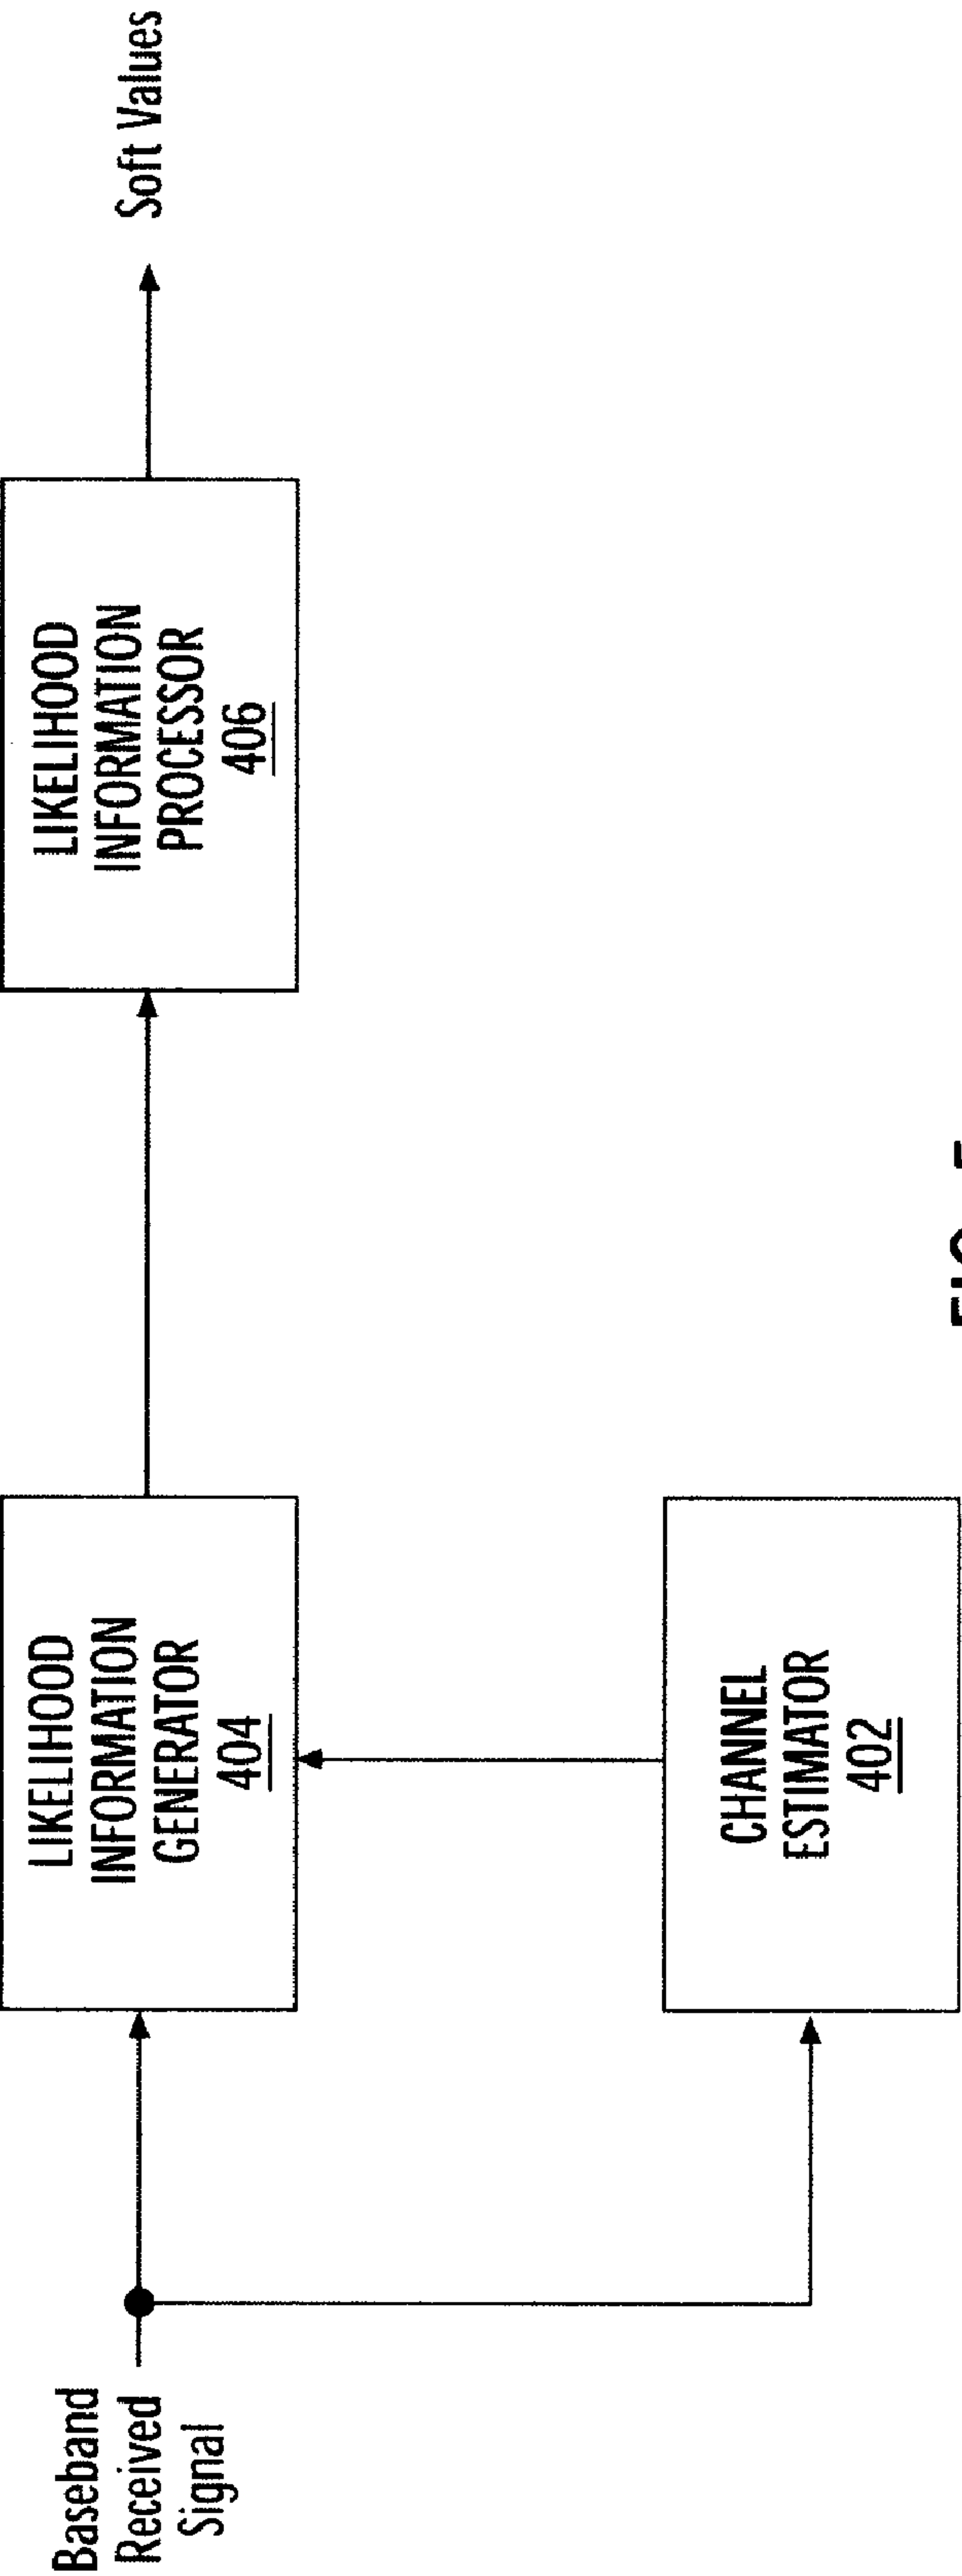 Baseband
Received
Signal
LIKELIHOOD
INFORMATION
GENERATOR
404
CHANNEL
ESTIMATOR
402
LIKELIHOOD
INFORMATION
PROCESSOR
406
Soft Values